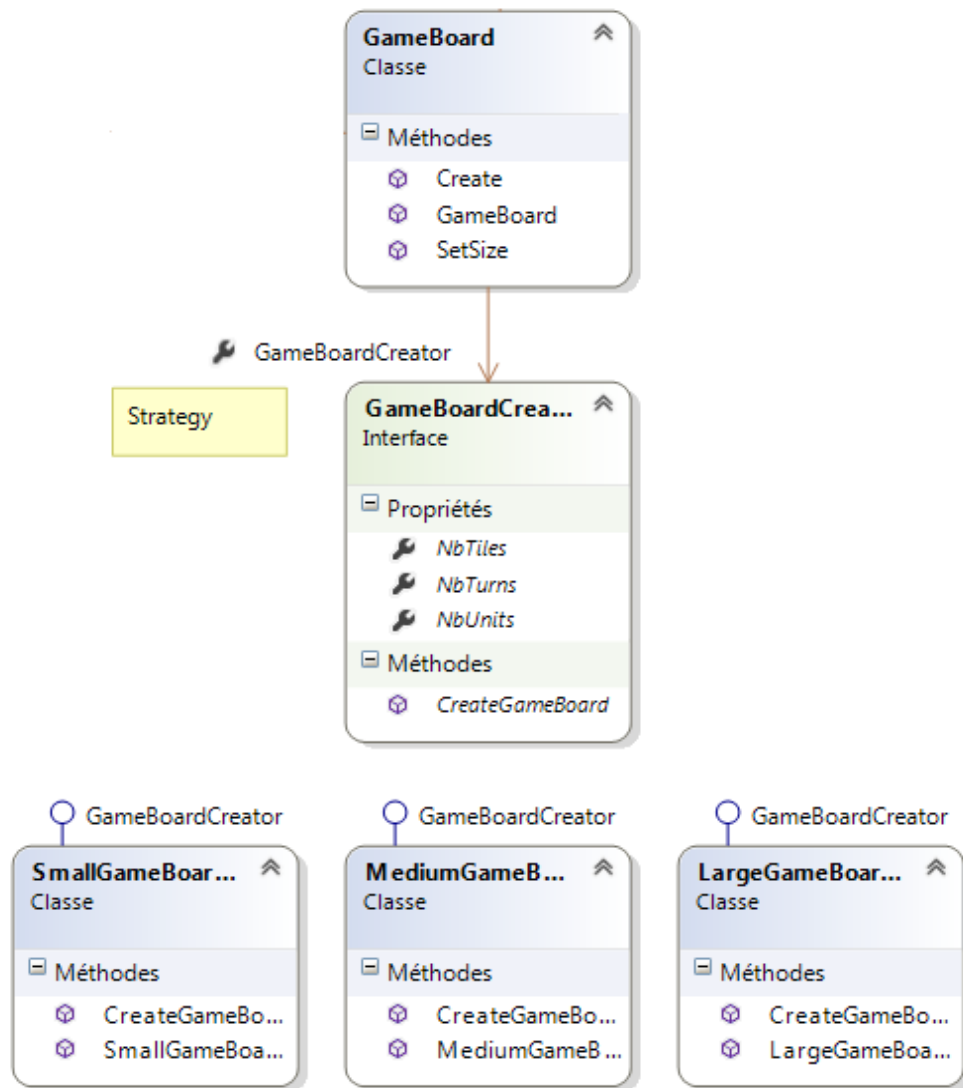 GameBoard
Classe
Méthodes
Create
GameBoard
SetSize
GameBoardCreator
Strategy
GameBoardCrea...
Interface
Propriétés
NbTiles
NbTurns
NbUnits
Méthodes
CreateGameBoard
GameBoardCreator
SmallGameBoar...
Classe
Méthodes
CreateGameBo...
SmallGameBoa...
GameBoardCreator
MediumGameB...
Classe
Méthodes
CreateGameBo...
MediumGameB...
GameBoardCreator
LargeGameBoar...
Classe
Méthodes
CreateGameBo...
LargeGameBoa...